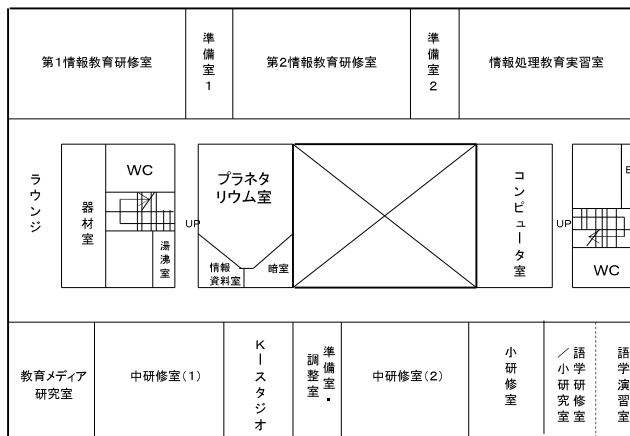 第1情報教育研修室
準備室1
第2情報教育研修室
準備室2
情報処理教育実習室
ラウンジ
器材室
WC
湯沸室
UP
プラネタ
リウム室
情報
資料室
暗室
コンピュータ室
UP
WC
教育メディア
研究室
中研修室(1)
Kースタジオ
準備室・
調整室
中研修室(2)
小研修室
語学研修室
／小研究室
語学演習室